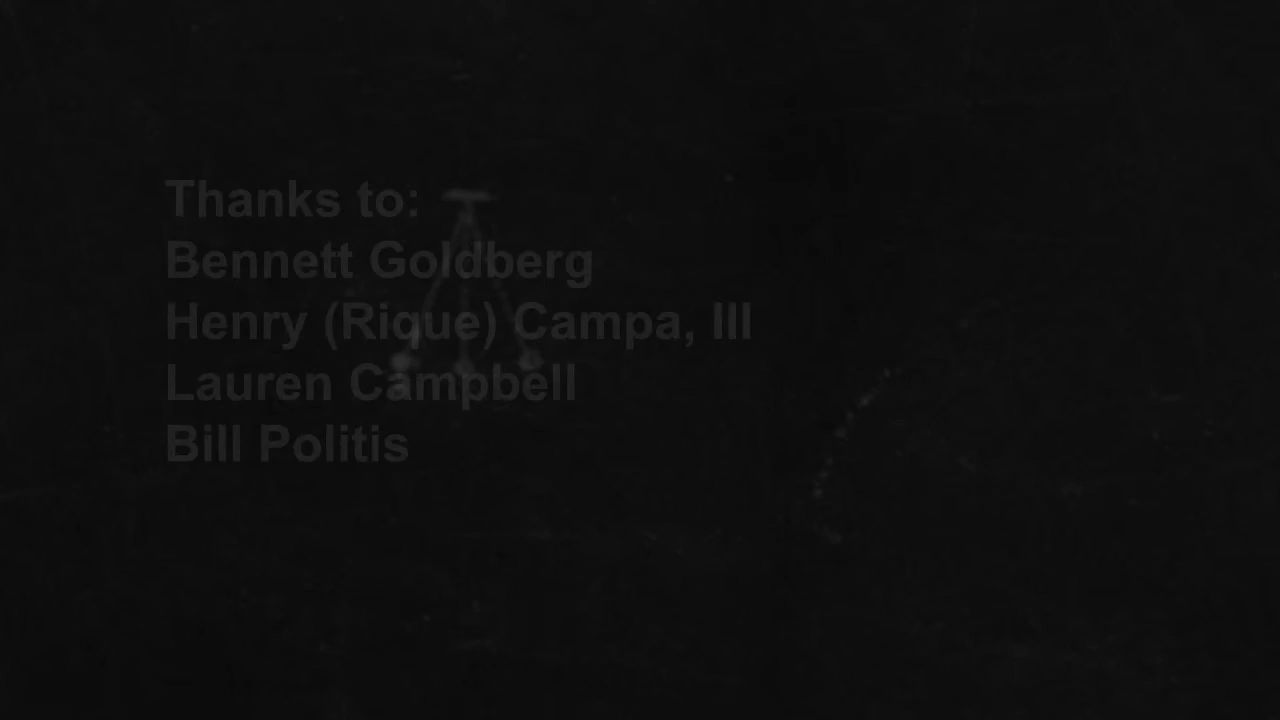 Thanks to:
Bennett Goldberg
Henry (Rique) Campa, III
Lauren Campbell
Bill Politis